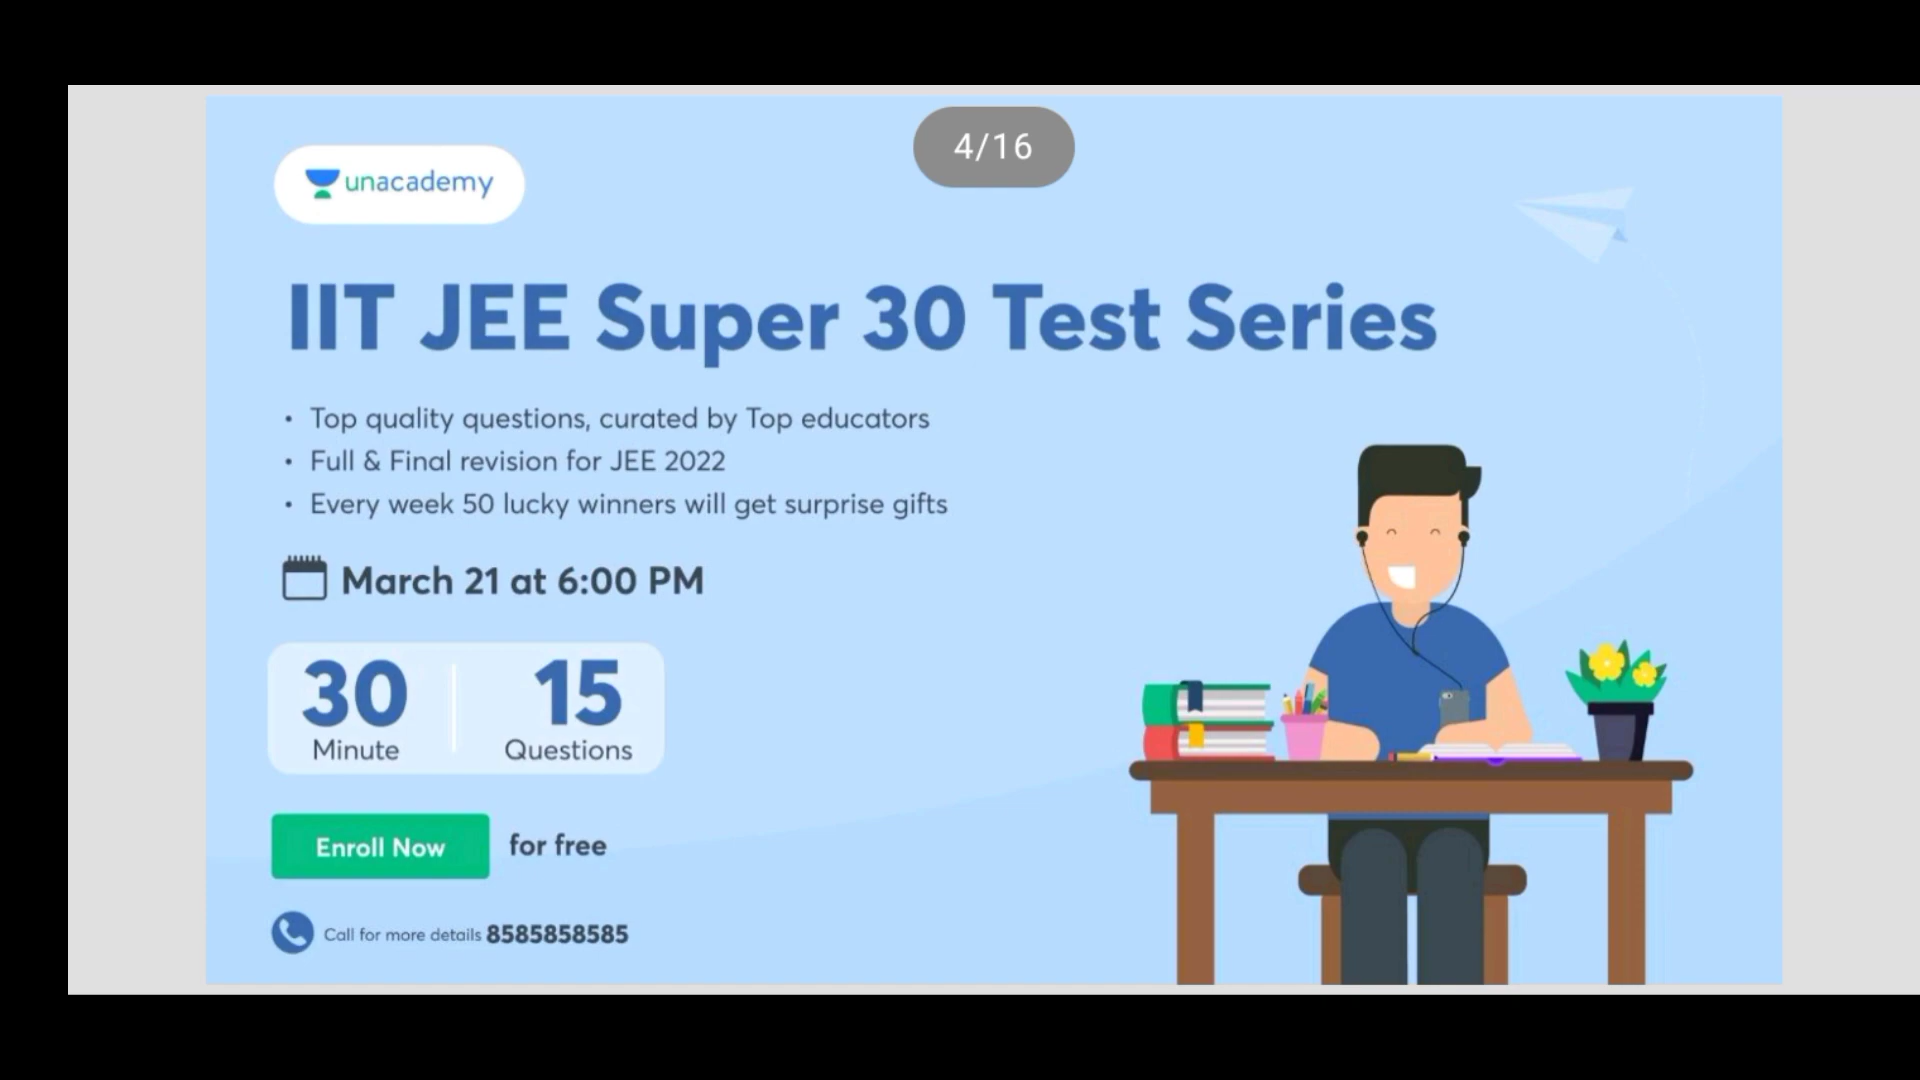 4/16
unacademy
IIT JEE Super 30 Test Series
• Top quality questions, curated by Top educators
• Full & Final revision for JEE 2022
• Every week 50 lucky winners will get surprise gifts
March 21 at 6:00 PM
30 15
Minute Questions
Enroll Now for free
Call for more details 8585858585